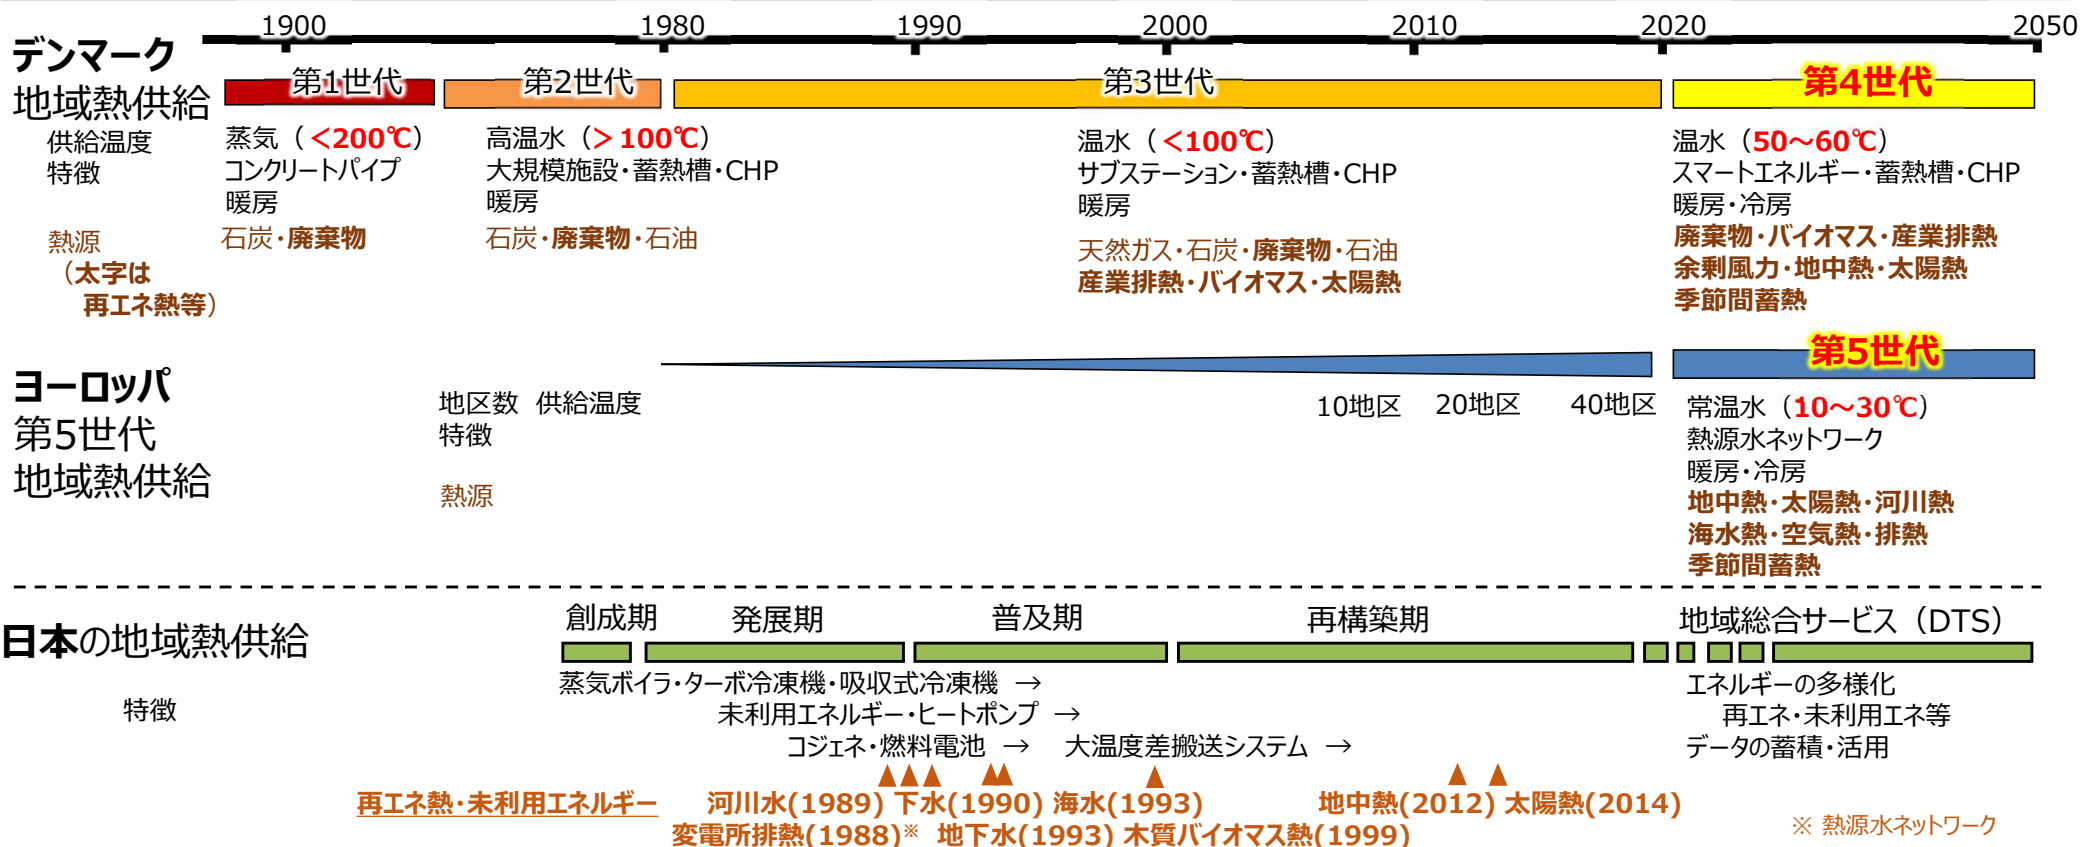 1900 1980 1990 2000 2010 2020 2050
デンマーク
地域熱供給
第1世代 第2世代 第3世代 第4世代
供給温度
特徴
熱源
（太字は
再エネ熱等）
蒸気（＜200℃）
コンクリートパイプ
暖房
石炭・廃棄物
高温水（＞100℃）
大規模施設・蓄熱槽・CHP
暖房
石炭・廃棄物・石油
温水（＜100℃）
サブステーション・蓄熱槽・CHP
暖房
天然ガス・石炭・廃棄物・石油
産業排熱・バイオマス・太陽熱
温水（50～60℃）
スマートエネルギー・蓄熱槽・CHP
暖房・冷房
廃棄物・バイオマス・産業排熱
余剰風力・地中熱・太陽熱
季節間蓄熱
ヨーロッパ
第5世代
地域熱供給
第5世代
地区数 供給温度
特徴
熱源
10地区 20地区 40地区
常温水（10～30℃）
熱源水ネットワーク
暖房・冷房
地中熱・太陽熱・河川熱
海水熱・空気熱・排熱
季節間蓄熱
日本の地域熱供給
創成期 発展期 普及期 再構築期 地域総合サービス（DTS）
特徴
蒸気ボイラ・ターボ冷凍機・吸収式冷凍機 →
未利用エネルギー・ヒートポンプ →
コジェネ・燃料電池 → 大温度差搬送システム →
エネルギーの多様化
再エネ・未利用エネ等
データの蓄積・活用
再エネ熱・未利用エネルギー 河川水(1989) 下水(1990) 海水(1993) 地中熱(2012) 太陽熱(2014)
変電所排熱(1988)※ 地下水(1993) 木質バイオマス熱(1999)
※ 熱源水ネットワーク